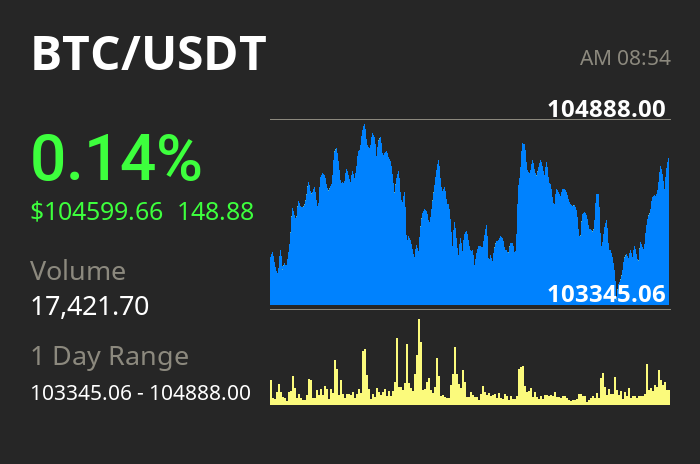 BTC/USDT
AM 08:54
104888.00
0.14%
$104599.66 148.88
Volume
17,421.70
103345.06
1 Day Range
103345.06 - 104888.00